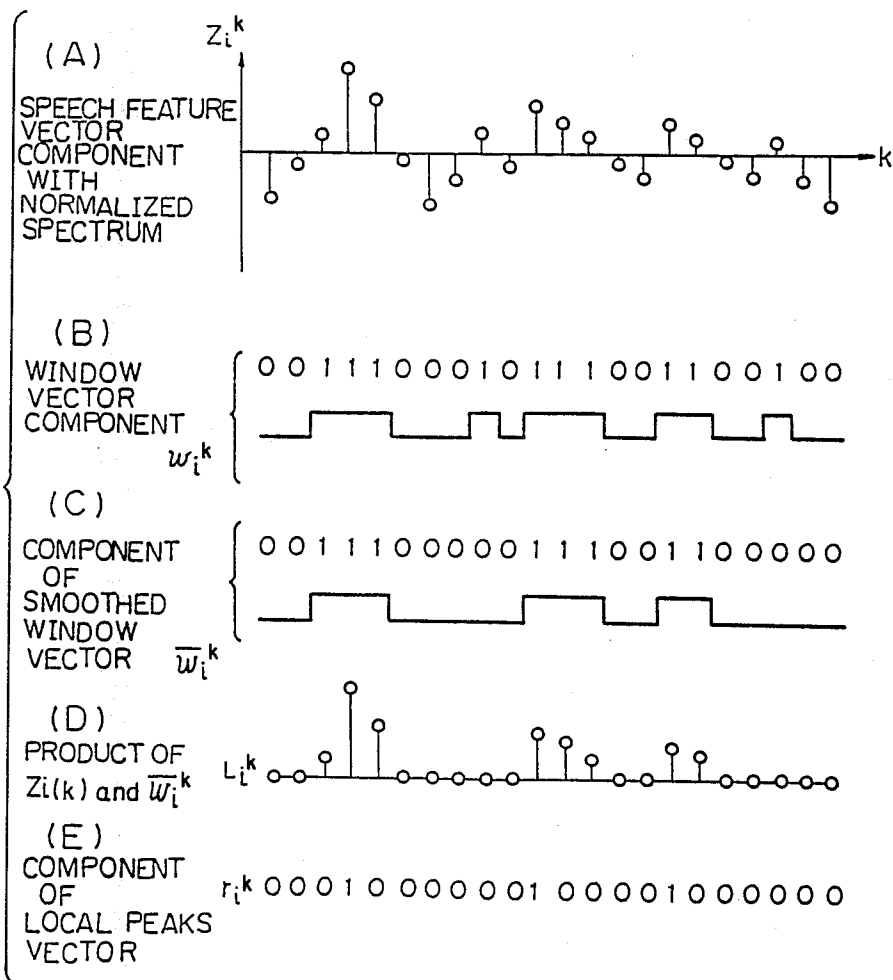 (A)
Z_i^k
SPEECH FEATURE
VECTOR
COMPONENT
WITH
NORMALIZED
SPECTRUM
k
(B)
WINDOW
VECTOR
COMPONENT
w_i^k
0 0 1 1 1 0 0 0 1 0 1 1 1 0 0 1 1 0 0 1 0 0
(C)
COMPONENT
OF
SMOOTHED
WINDOW
VECTOR w̅_i^k
0 0 1 1 1 0 0 0 0 0 1 1 1 0 0 1 1 0 0 0 0 0
(D)
PRODUCT OF
Zi(k) and w̅_i^k
L_i^k
(E)
COMPONENT
OF
LOCAL PEAKS
VECTOR
r_i^k 0 0 0 1 0 0 0 0 0 0 1 0 0 0 0 1 0 0 0 0 0 0